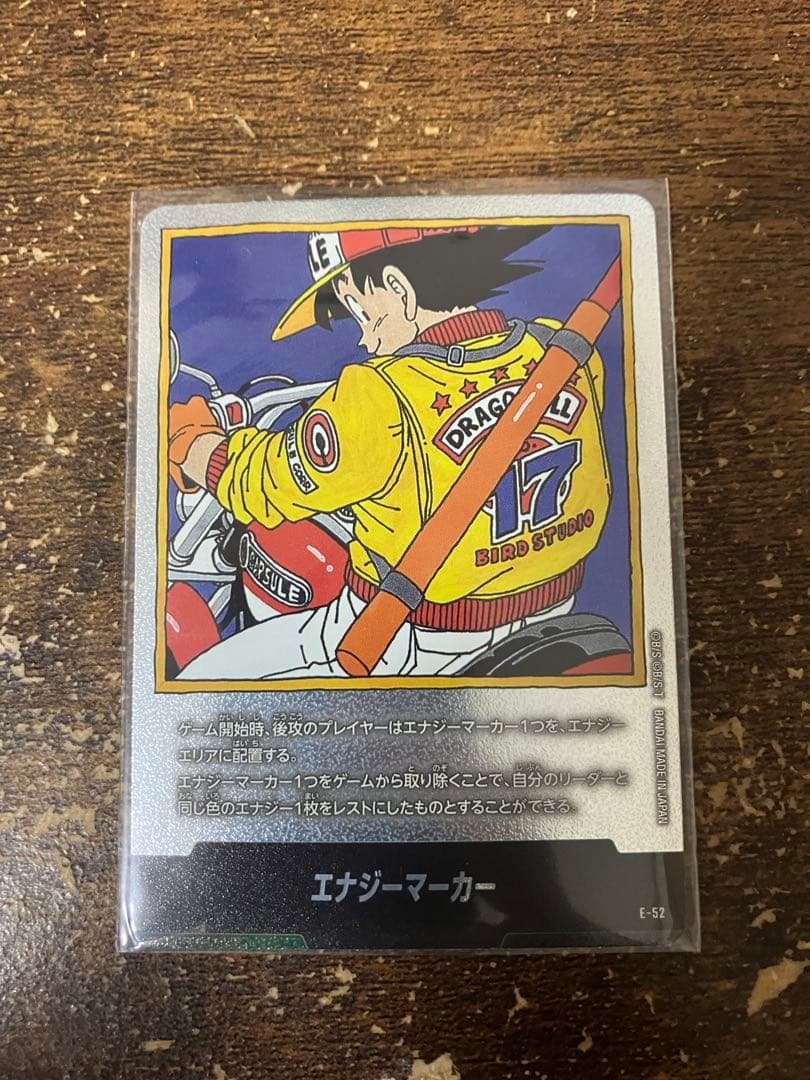 ULE
DRAGO LL
17
BIRD STUDIO
C
SULE CORP.
CAPSULE
ゲーム開始時、後攻のプレイヤーはエナジーマーカー1つを、エナジー
エリアに配置する。
エナジーマーカー1つをゲームから取り除くことで、自分のリーダーと
同じ色のエナジー1枚をレストにしたものとすることができる。
©B/S ©B/S・T BANDAI MADE IN JAPAN
エナジーマーカー
E-52